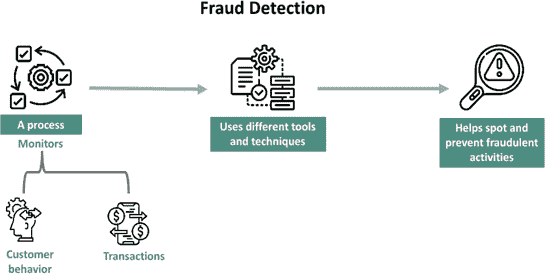 Fraud Detection
A process
Monitors
Customer
behavior
Transactions
Uses different tools
and techniques
Helps spot and
prevent fraudulent
activities